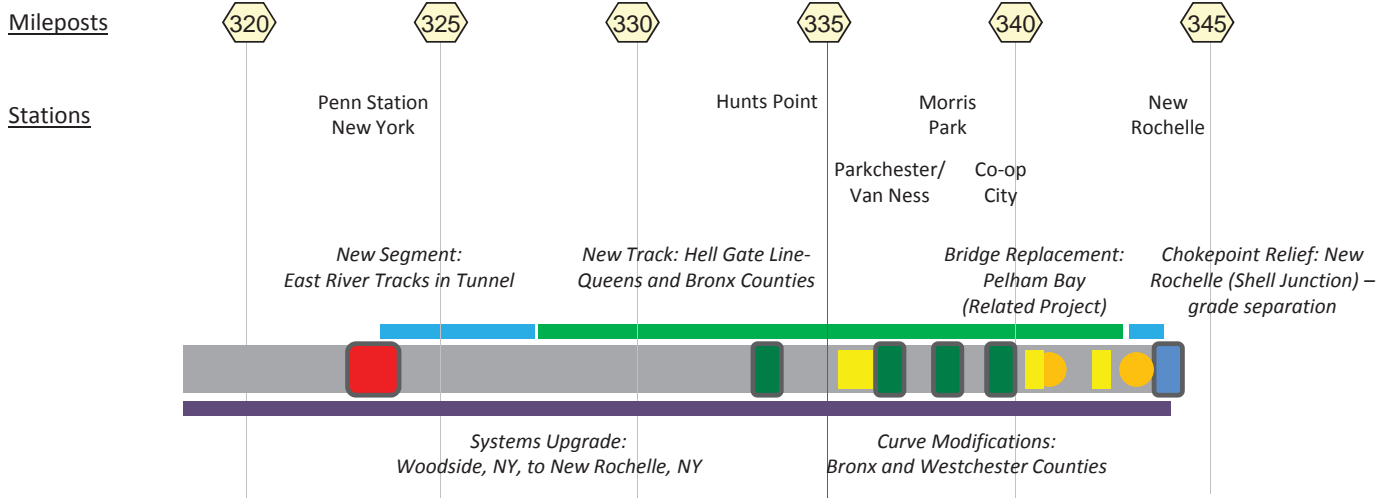 Mileposts
320
325
330
335
340
345
Stations
Penn Station
New York
Hunts Point
Morris
Park
New
Rochelle
Parkchester/
Van Ness
Co-op
City
New Segment:
East River Tracks in Tunnel
New Track: Hell Gate Line-
Queens and Bronx Counties
Bridge Replacement:
Pelham Bay
(Related Project)
Chokepoint Relief: New
Rochelle (Shell Junction) –
grade separation
Systems Upgrade:
Woodside, NY, to New Rochelle, NY
Curve Modifications:
Bronx and Westchester Counties